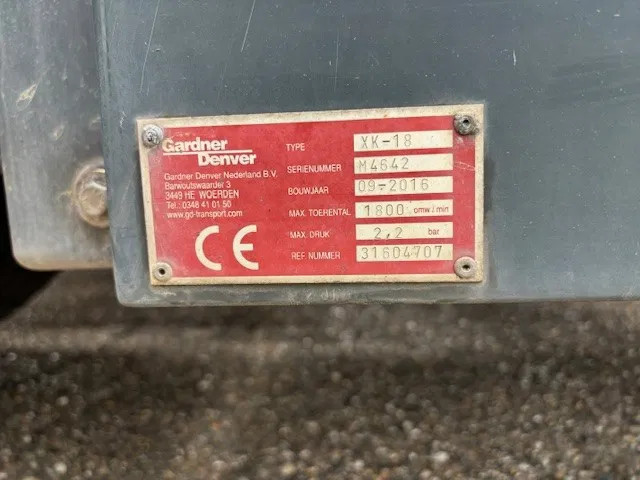 Gardner
Denver
Gardner Denver Nederland B.V.
Barwoutswaarder 3
3449 HE WOERDEN
Tel.: 0348 41 01 50
www.gd-transport.com
CE
TYPE XK-18
SERIENUMMER M4642
BOUWJAAR 09-2016
MAX. TOERENTAL 1800 omw/min
MAX. DRUK 2,2 bar
REF. NUMMER 31604707